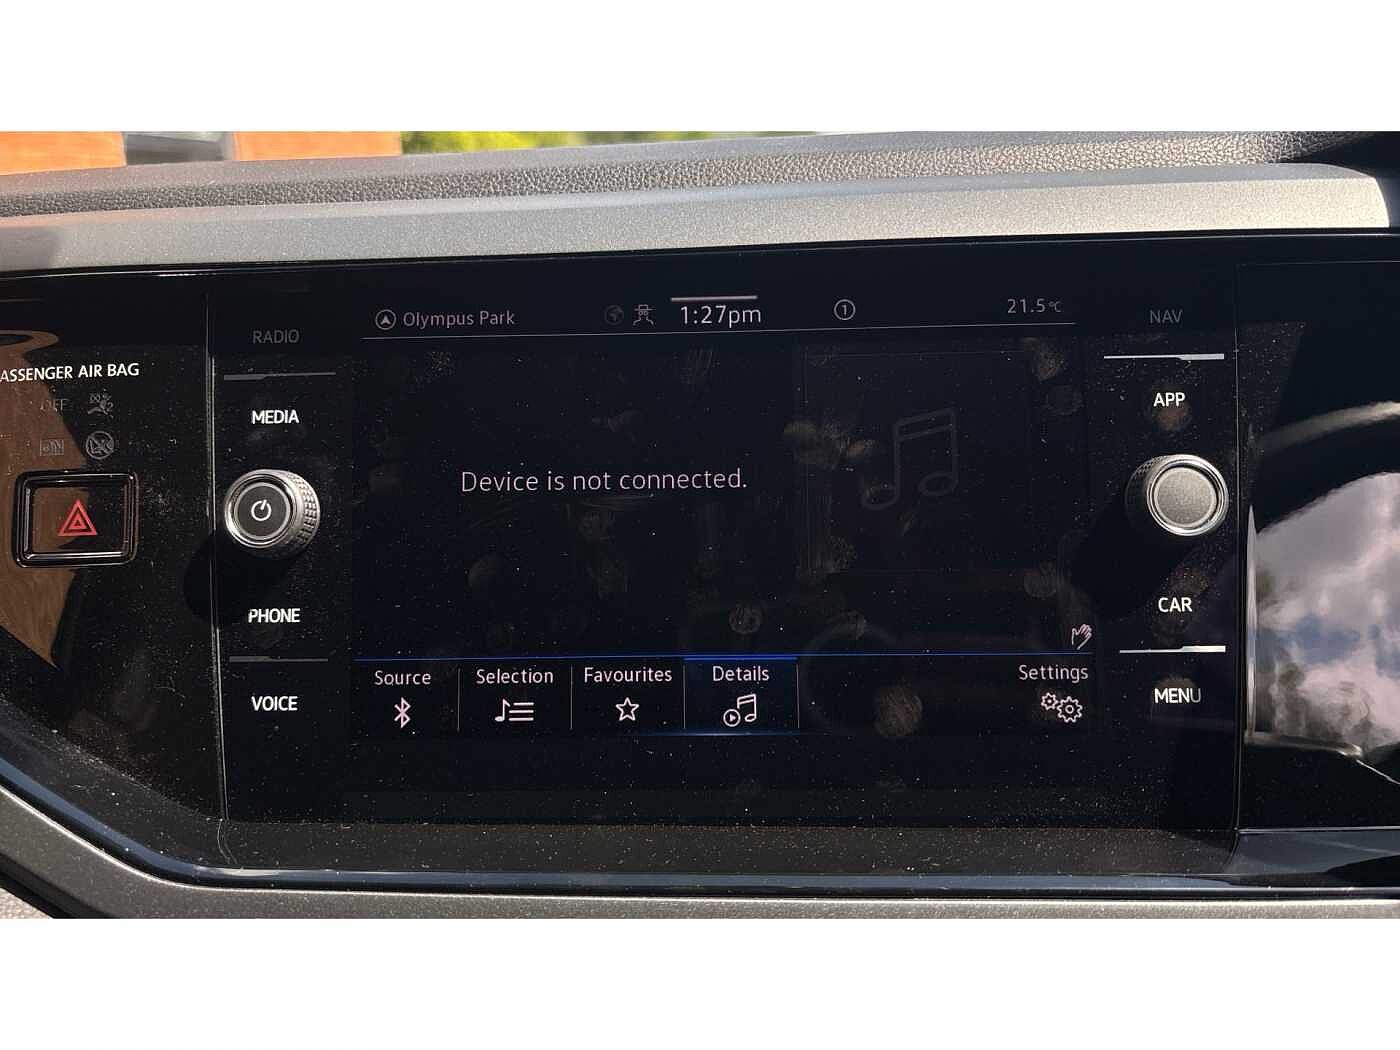 RADIO
Olympus Park
1:27pm
1
21.5°C
NAV
ASSENGER AIR BAG
OFF
MEDIA
APP
Device is not connected.
PHONE
CAR
VOICE
Source
Selection
Favourites
Details
Settings
MENU